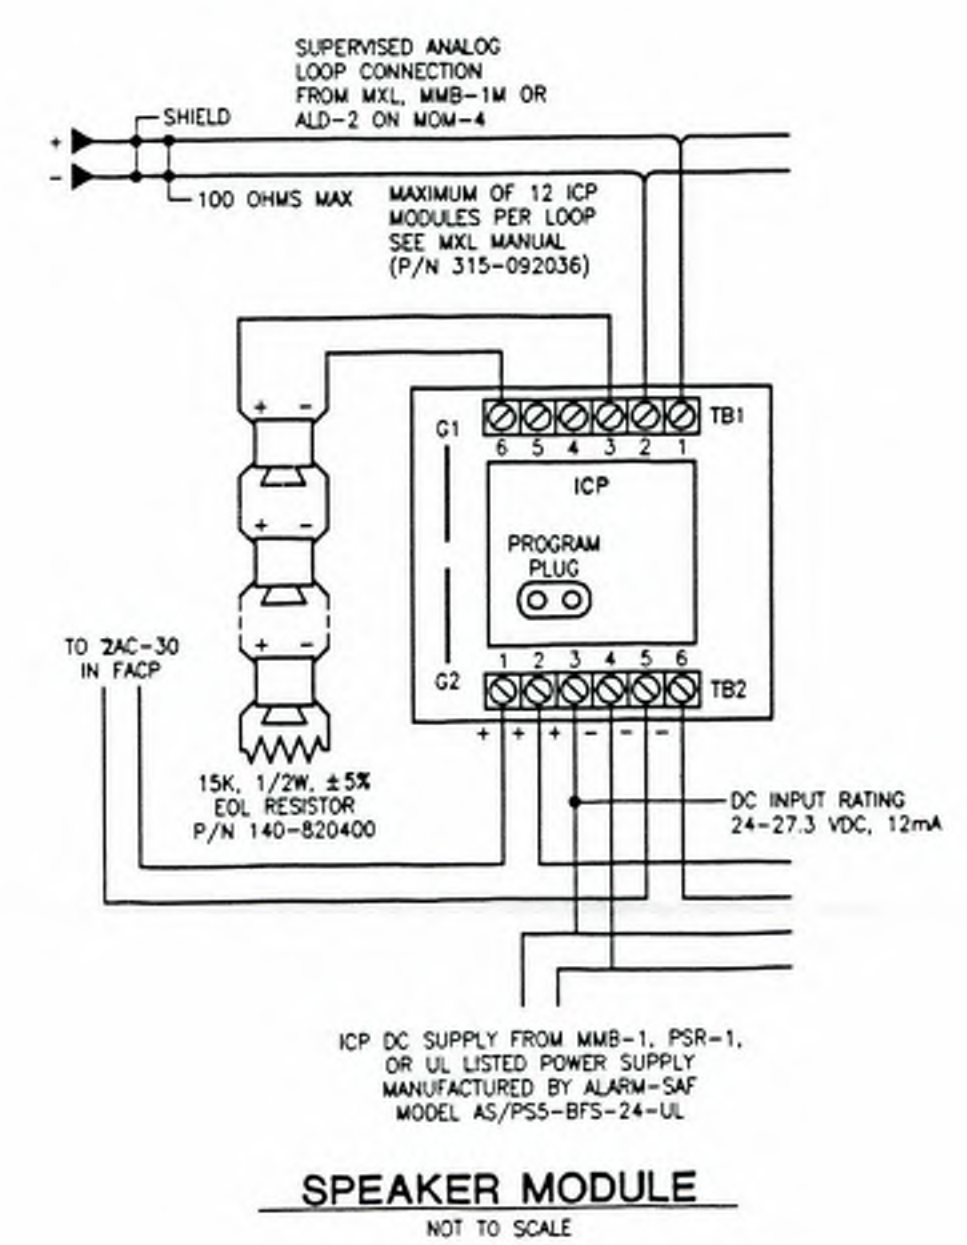 SUPERVISED ANALOG
LOOP CONNECTION
FROM MXL, MMB-1M OR
ALD-2 ON MOM-4
SHIELD
+
-
100 OHMS MAX
MAXIMUM OF 12 ICP
MODULES PER LOOP
SEE MXL MANUAL
(P/N 315-092036)
+ -
TB1
G1
6 5 4 3 2 1
ICP
+ -
PROGRAM
PLUG
+ -
TO 2AC-30
IN FACP
1 2 3 4 5 6
G2
TB2
+ + + - - -
15K, 1/2W, ±5%
EOL RESISTOR
P/N 140-820400
DC INPUT RATING
24-27.3 VDC, 12mA
ICP DC SUPPLY FROM MMB-1, PSR-1,
OR UL LISTED POWER SUPPLY
MANUFACTURED BY ALARM-SAF
MODEL AS/PS5-BFS-24-UL
SPEAKER MODULE
NOT TO SCALE